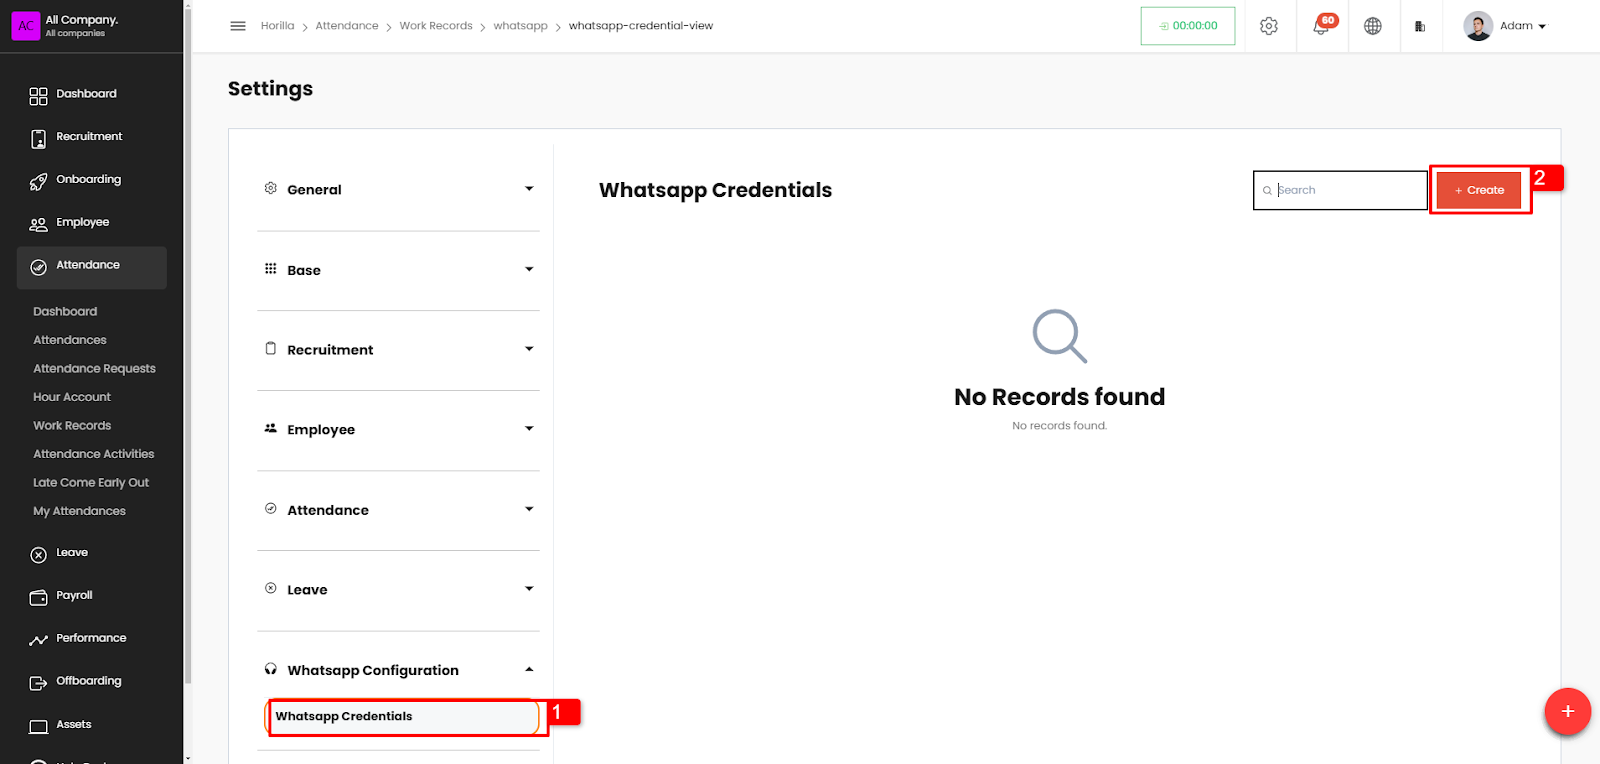 AC
All Company.
All companies
Horilla
Attendance
Work Records
whatsapp
whatsapp-credential-view
00:00:00
60
Adam
Dashboard
Recruitment
Onboarding
Employee
Attendance
Dashboard
Attendances
Attendance Requests
Hour Account
Work Records
Attendance Activities
Late Come Early Out
My Attendances
Leave
Payroll
Performance
Offboarding
Assets
Settings
General
Base
Recruitment
Employee
Attendance
Leave
Whatsapp Configuration
Whatsapp Credentials
1
Whatsapp Credentials
Search
+ Create
2
No Records found
No records found.
+